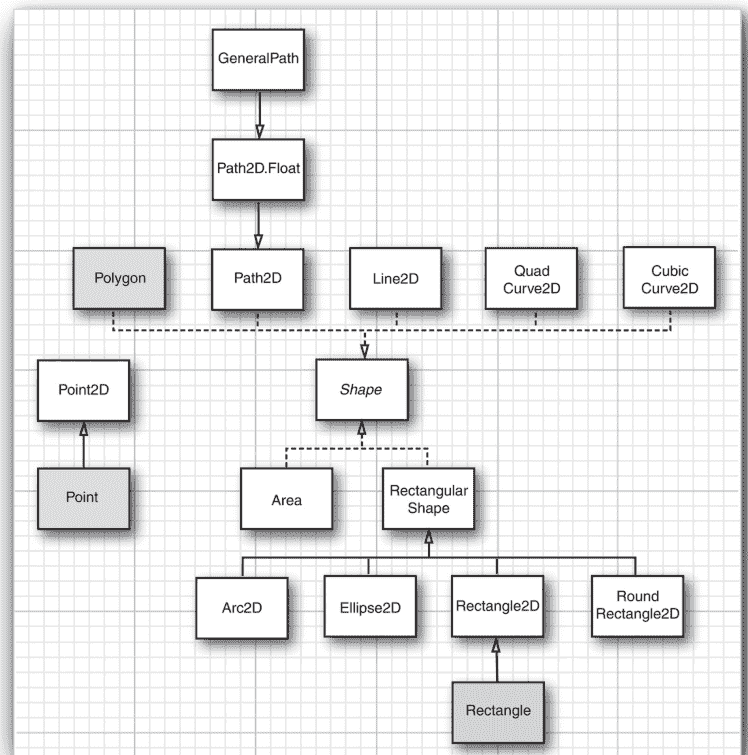 GeneralPath
Path2D.Float
Polygon
Path2D
Line2D
Quad
Curve2D
Cubic
Curve2D
Point2D
Shape
Point
Area
Rectangular
Shape
Arc2D
Ellipse2D
Rectangle2D
Round
Rectangle2D
Rectangle